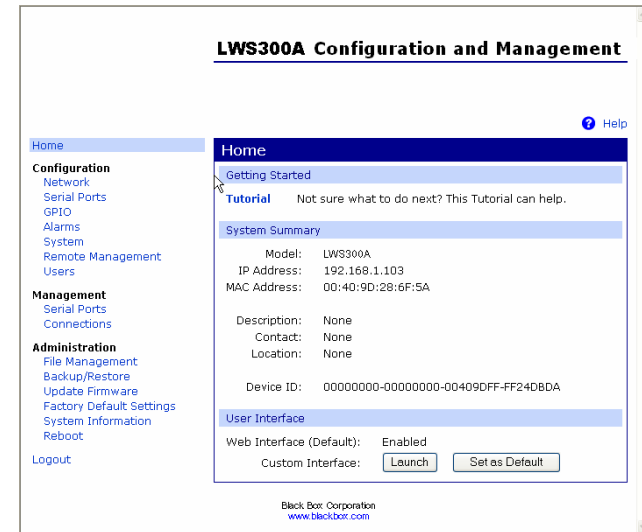 LWS300A Configuration and Management
? Help
Home
Configuration
Network
Serial Ports
GPIO
Alarms
System
Remote Management
Users
Management
Serial Ports
Connections
Administration
File Management
Backup/Restore
Update Firmware
Factory Default Settings
System Information
Reboot
Logout
Home
Getting Started
Tutorial Not sure what to do next? This Tutorial can help.
System Summary
Model: LWS300A
IP Address: 192.168.1.103
MAC Address: 00:40:9D:28:6F:5A
Description: None
Contact: None
Location: None
Device ID: 00000000-00000000-00409DFF-FF24DBDA
User Interface
Web Interface (Default): Enabled
Custom Interface: Launch Set as Default
Black Box Corporation
www.blackbox.com